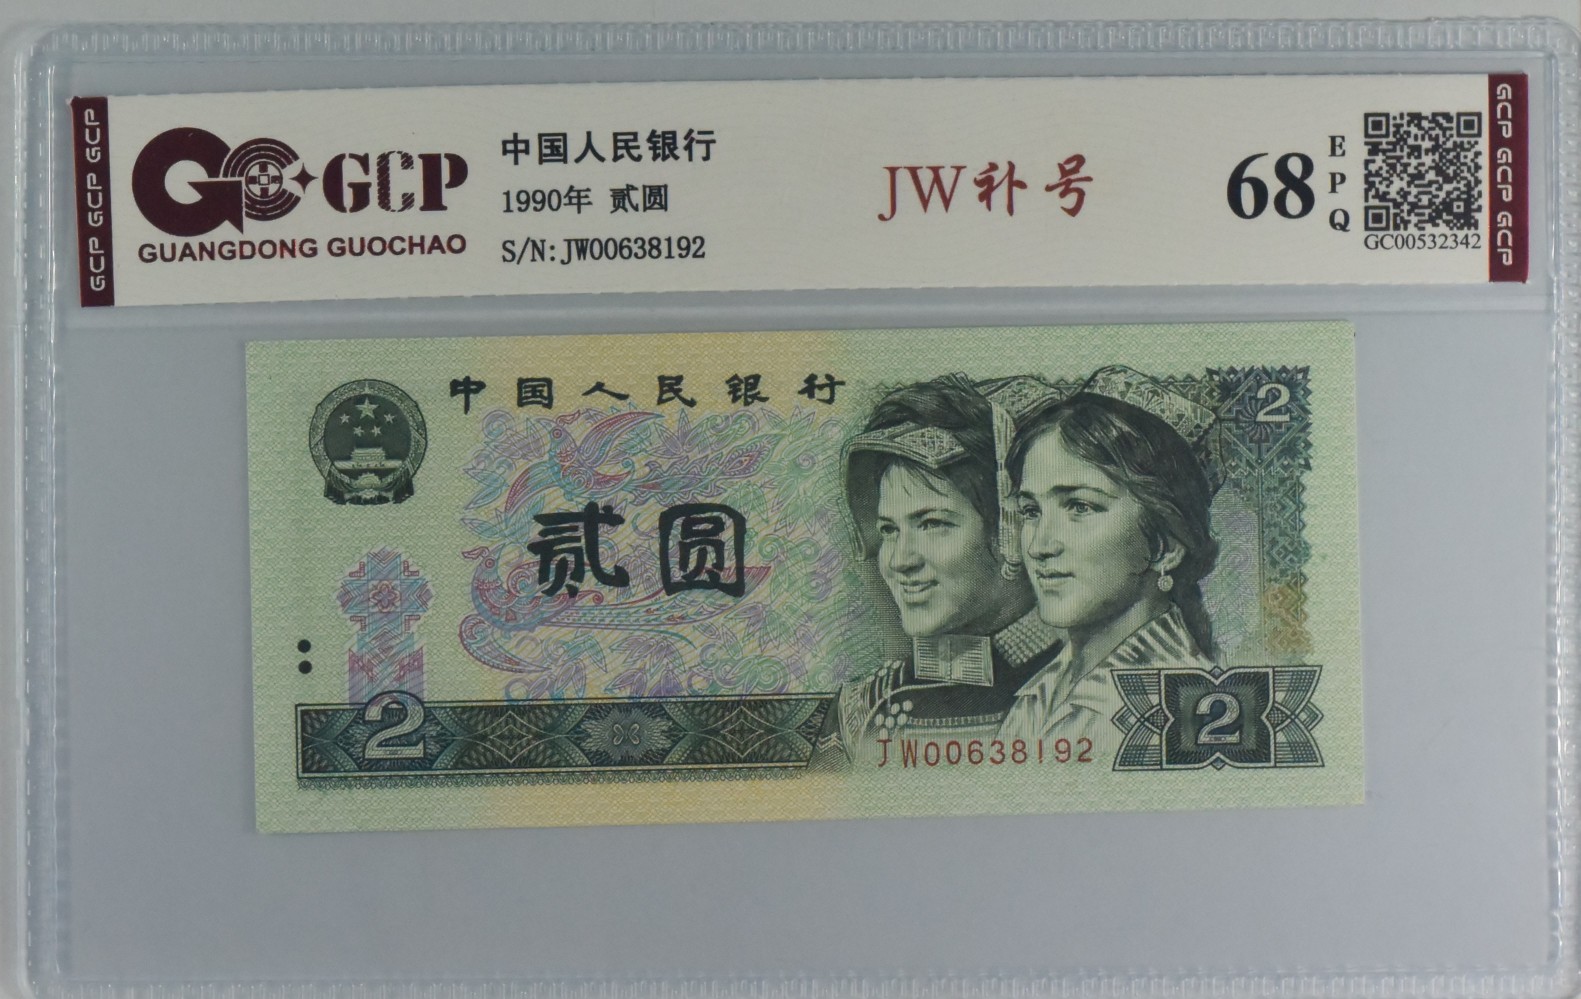 GCP GCP GCP
GCP
GUANGDONG GUOCHAO
中国人民银行
1990年 贰圆
S/N:JW00638192
JW补号
68
EPQ
GC00532342
GCP GCP GCP
中国人民银行
2
贰圆
2
JW00638192
2